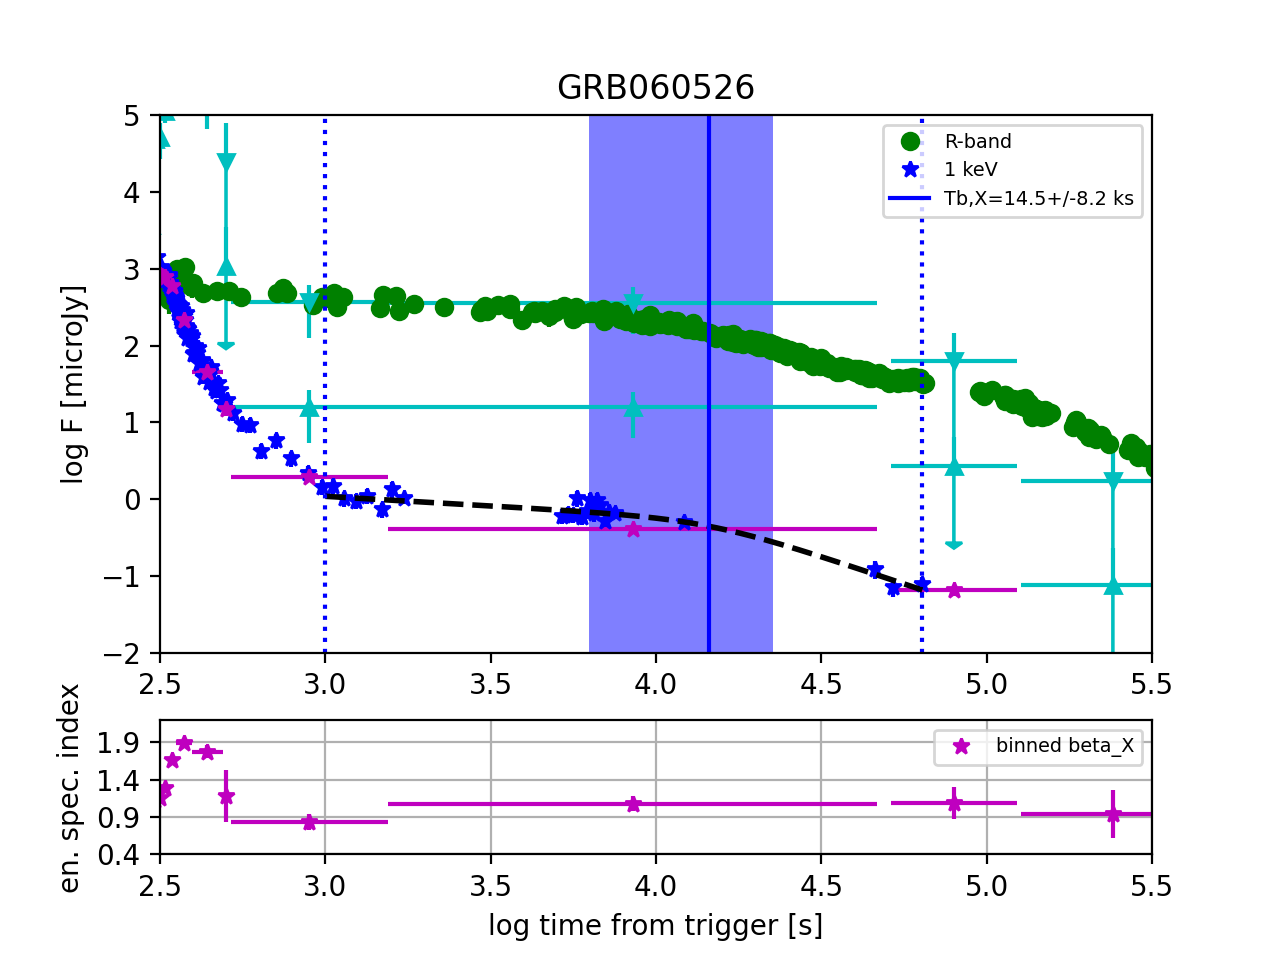 GRB060526
log F [microJy]
5
4
3
2
1
0
−1
−2
R-band
1 keV
Tb,X=14.5+/-8.2 ks
2.5 3.0 3.5 4.0 4.5 5.0 5.5
en. spec. index
1.9
1.4
0.9
0.4
binned beta_X
2.5 3.0 3.5 4.0 4.5 5.0 5.5
log time from trigger [s]